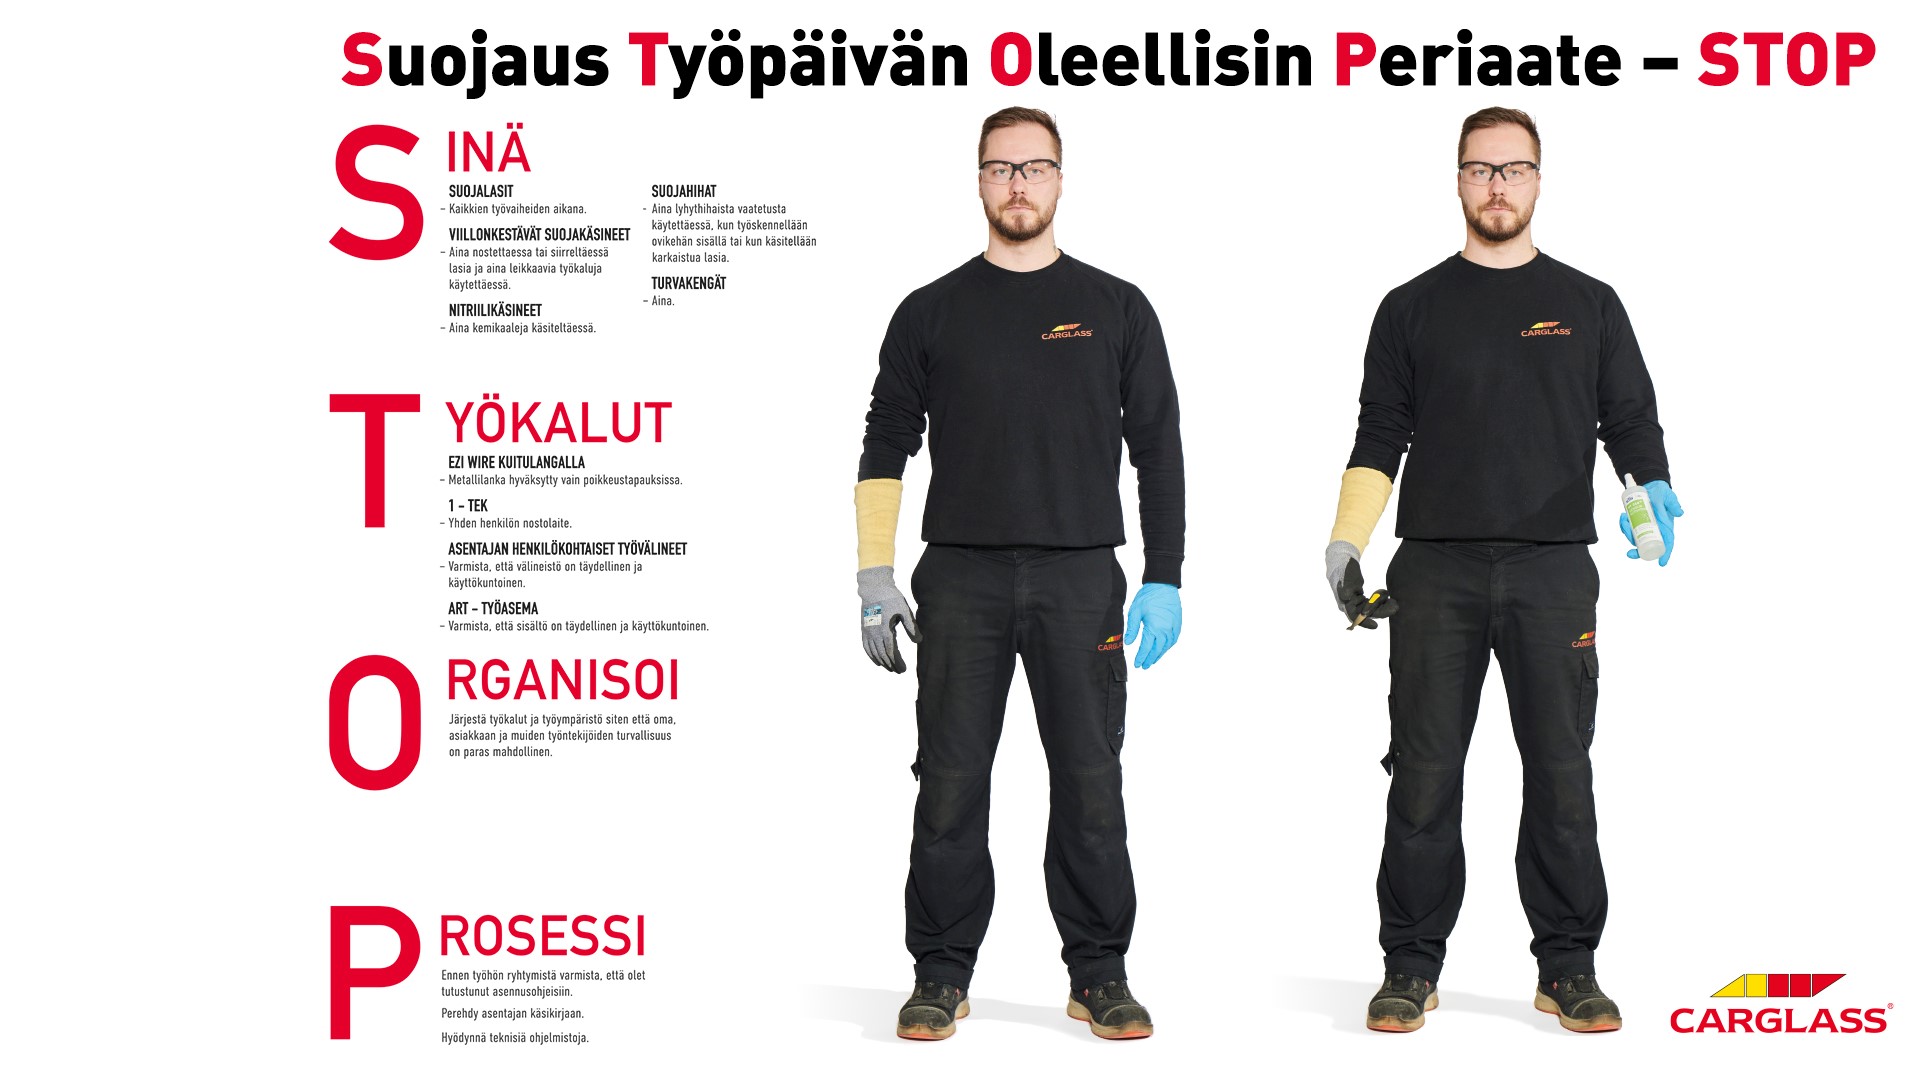 Suojaus Työpäivän Oleellisin Periaate – STOP
SINÄ
SUOJALASIT
– Kaikkien työvaiheiden aikana.
VIILLONKESTÄVÄT SUOJAKÄSINEET
– Aina nostettaessa tai siirreltäessä
lasia ja aina leikkaavia työkaluja
käytettäessä.
NITRIILIKÄSINEET
– Aina kemikaaleja käsiteltäessä.
SUOJAHIHAT
- Aina lyhythihaista vaatetusta
käytettäessä, kun työskennellään
ovikehän sisällä tai kun käsitellään
karkaistua lasia.
TURVAKENGÄT
– Aina.
TYÖKALUT
EZI WIRE KUITULANGALLA
– Metallilanka hyväksytty vain poikkeustapauksissa.
1 – TEK
– Yhden henkilön nostolaite.
ASENTAJAN HENKILÖKOHTAISET TYÖVÄLINEET
– Varmista, että välineistö on täydellinen ja
käyttökuntoinen.
ART – TYÖASEMA
– Varmista, että sisältö on täydellinen ja käyttökuntoinen.
ORGANISOI
Järjestä työkalut ja työympäristö siten että oma,
asiakkaan ja muiden työntekijöiden turvallisuus
on paras mahdollinen.
PROSESSI
Ennen työhön ryhtymistä varmista, että olet
tutustunut asennusohjeisiin.
Perehdy asentajan käsikirjaan.
Hyödynnä teknisiä ohjelmistoja.
CARGLASS
CARGLASS
CARGLASS®